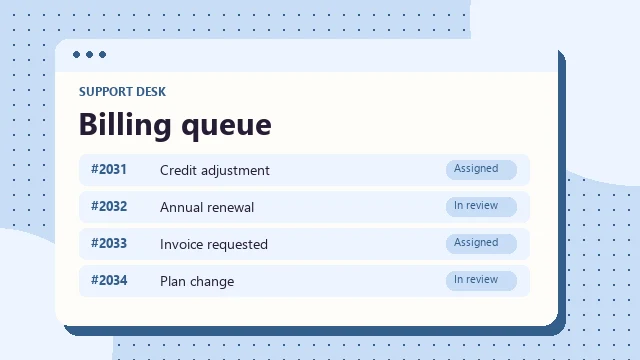 SUPPORT DESK
Billing queue
#2031 Credit adjustment Assigned
#2032 Annual renewal In review
#2033 Invoice requested Assigned
#2034 Plan change In review